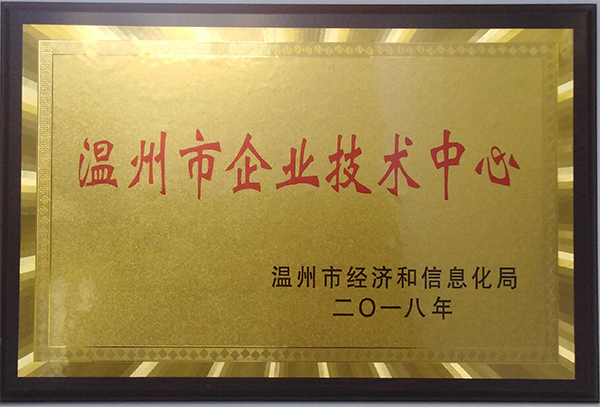 温州市企业技术中心
温州市经济和信息化局
二〇一八年